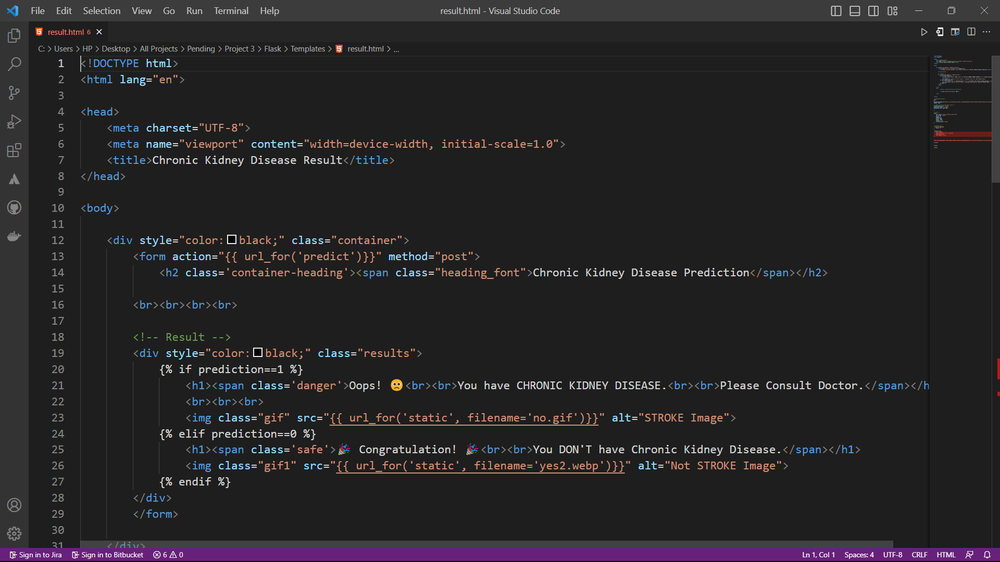 File Edit Selection View Go Run Terminal Help
result.html - Visual Studio Code
result.html 6
C: > Users > HP > Desktop > All Projects > Pending > Project 3 > Flask > Templates > result.html > ...
1 <!DOCTYPE html>
2 <html lang="en">
3
4 <head>
5 <meta charset="UTF-8">
6 <meta name="viewport" content="width=device-width, initial-scale=1.0">
7 <title>Chronic Kidney Disease Result</title>
8 </head>
9
10 <body>
11
12 <div style="color: black;" class="container">
13 <form action="{{ url_for('predict')}}" method="post">
14 <h2 class='container-heading'><span class="heading_font">Chronic Kidney Disease Prediction</span></h2>
15
16 <br><br><br><br>
17
18 <!-- Result -->
19 <div style="color: black;" class="results">
20 {% if prediction==1 %}
21 <h1><span class='danger'>Oops! 🙁<br><br>You have CHRONIC KIDNEY DISEASE.<br><br>Please Consult Doctor.</span></h
22 <br><br><br>
23 <img class="gif" src="{{ url_for('static', filename='no.gif')}}" alt="STROKE Image">
24 {% elif prediction==0 %}
25 <h1><span class='safe'>🎉 Congratulation! 🎉<br><br>You DON'T have Chronic Kidney Disease.</span></h1>
26 <img class="gif1" src="{{ url_for('static', filename='yes2.webp')}}" alt="Not STROKE Image">
27 {% endif %}
28 </div>
29 </form>
30
31 </div>
Sign in to Jira Sign in to Bitbucket 6 0 Ln 1, Col 1 Spaces: 4 UTF-8 CRLF HTML